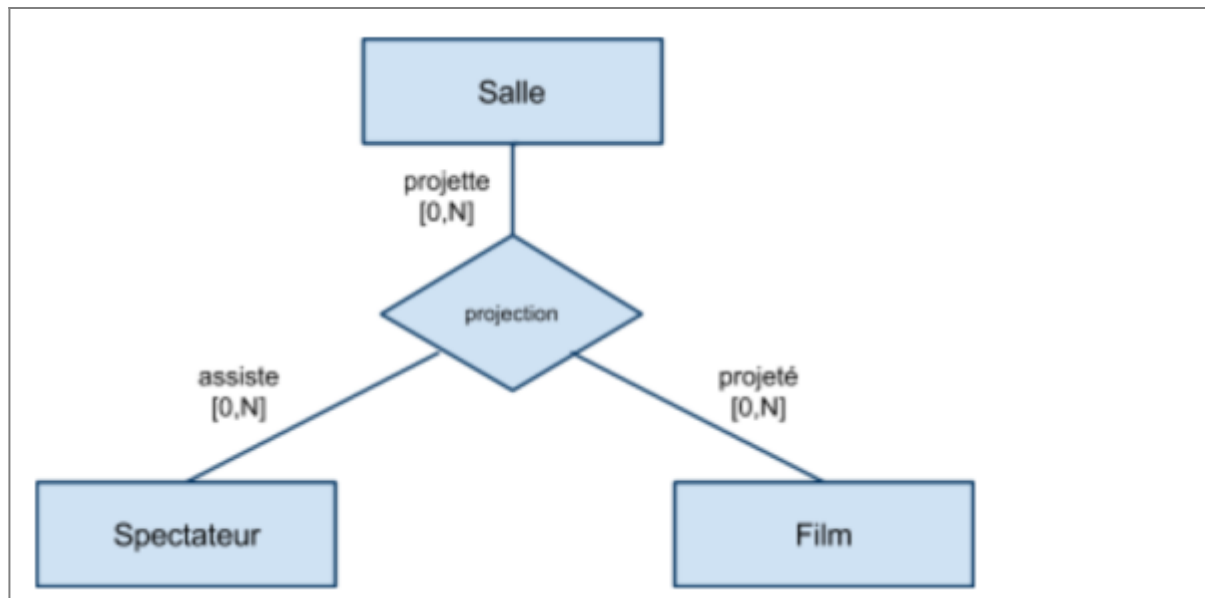 Salle
projette
[0,N]
projection
assiste
[0,N]
projeté
[0,N]
Spectateur
Film